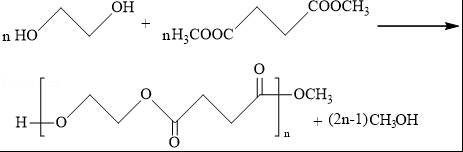 n HO OH + nH₃COOC COOCH₃
H O O O O O OCH₃ n + (2n-1)CH₃OH